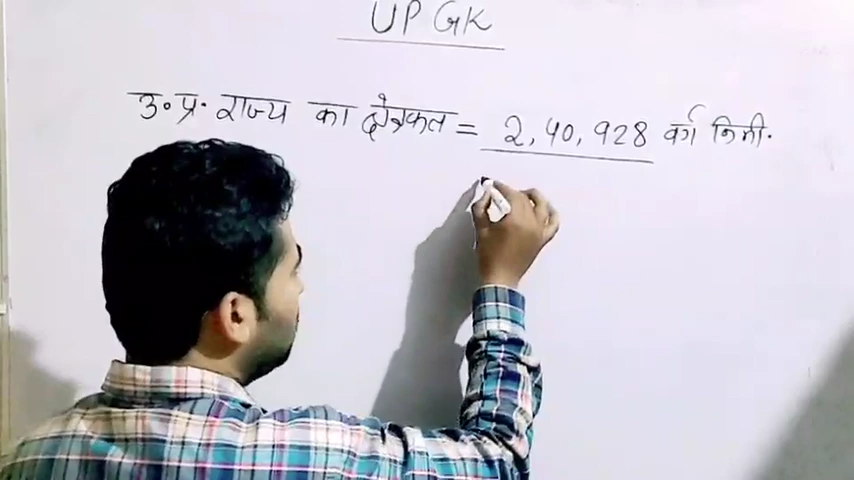 UP GK
उ॰प्र॰ राज्य का क्षेत्रफल = 2,40,928 वर्ग किमी.